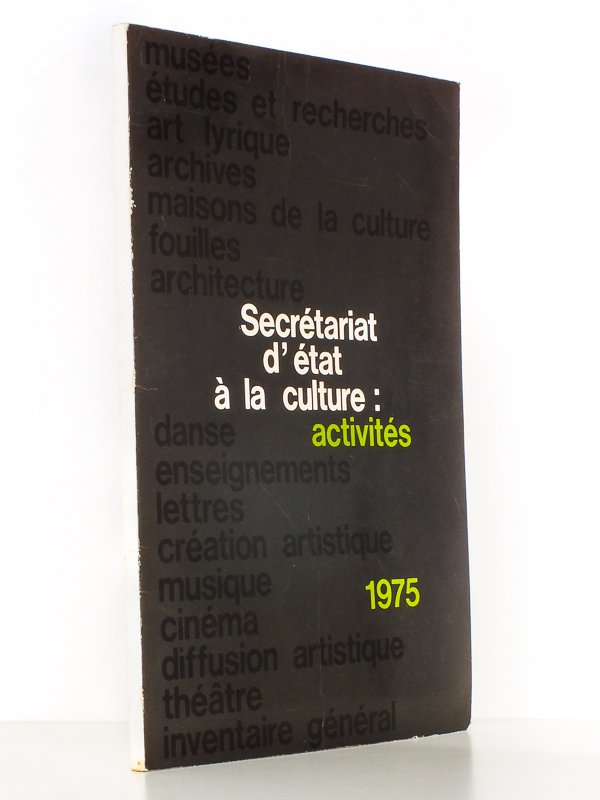 musées
études et recherches
art lyrique
archives
maisons de la culture
fouilles
architecture
Secrétariat
d'état
à la culture :
danse activités
enseignements
lettres
création artistique
musique 1975
cinéma
diffusion artistique
théâtre
inventaire général